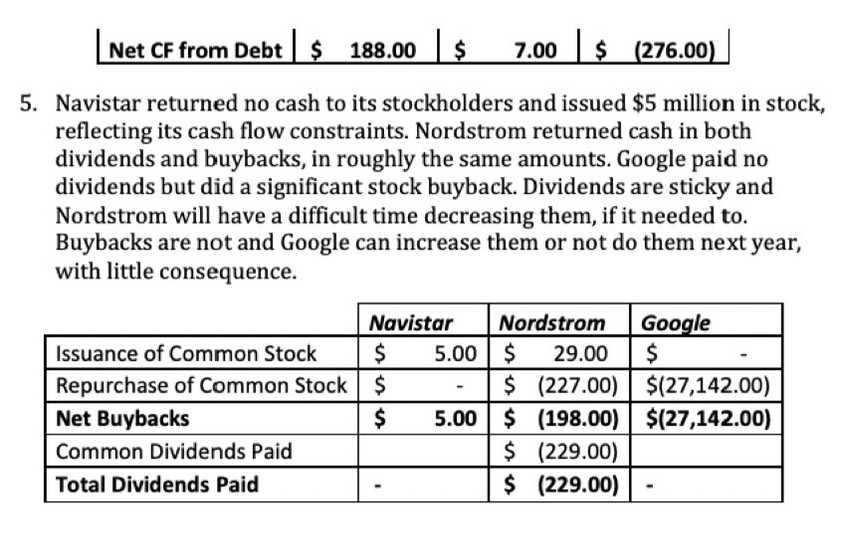 Net CF from Debt $ 188.00 $ 7.00 $ (276.00)
5. Navistar returned no cash to its stockholders and issued $5 million in stock,
reflecting its cash flow constraints. Nordstrom returned cash in both
dividends and buybacks, in roughly the same amounts. Google paid no
dividends but did a significant stock buyback. Dividends are sticky and
Nordstrom will have a difficult time decreasing them, if it needed to.
Buybacks are not and Google can increase them or not do them next year,
with little consequence.
Navistar Nordstrom Google
Issuance of Common Stock $ 5.00 $ 29.00 $ -
Repurchase of Common Stock $ - $ (227.00) $(27,142.00)
Net Buybacks $ 5.00 $ (198.00) $(27,142.00)
Common Dividends Paid $ (229.00)
Total Dividends Paid - $ (229.00) -